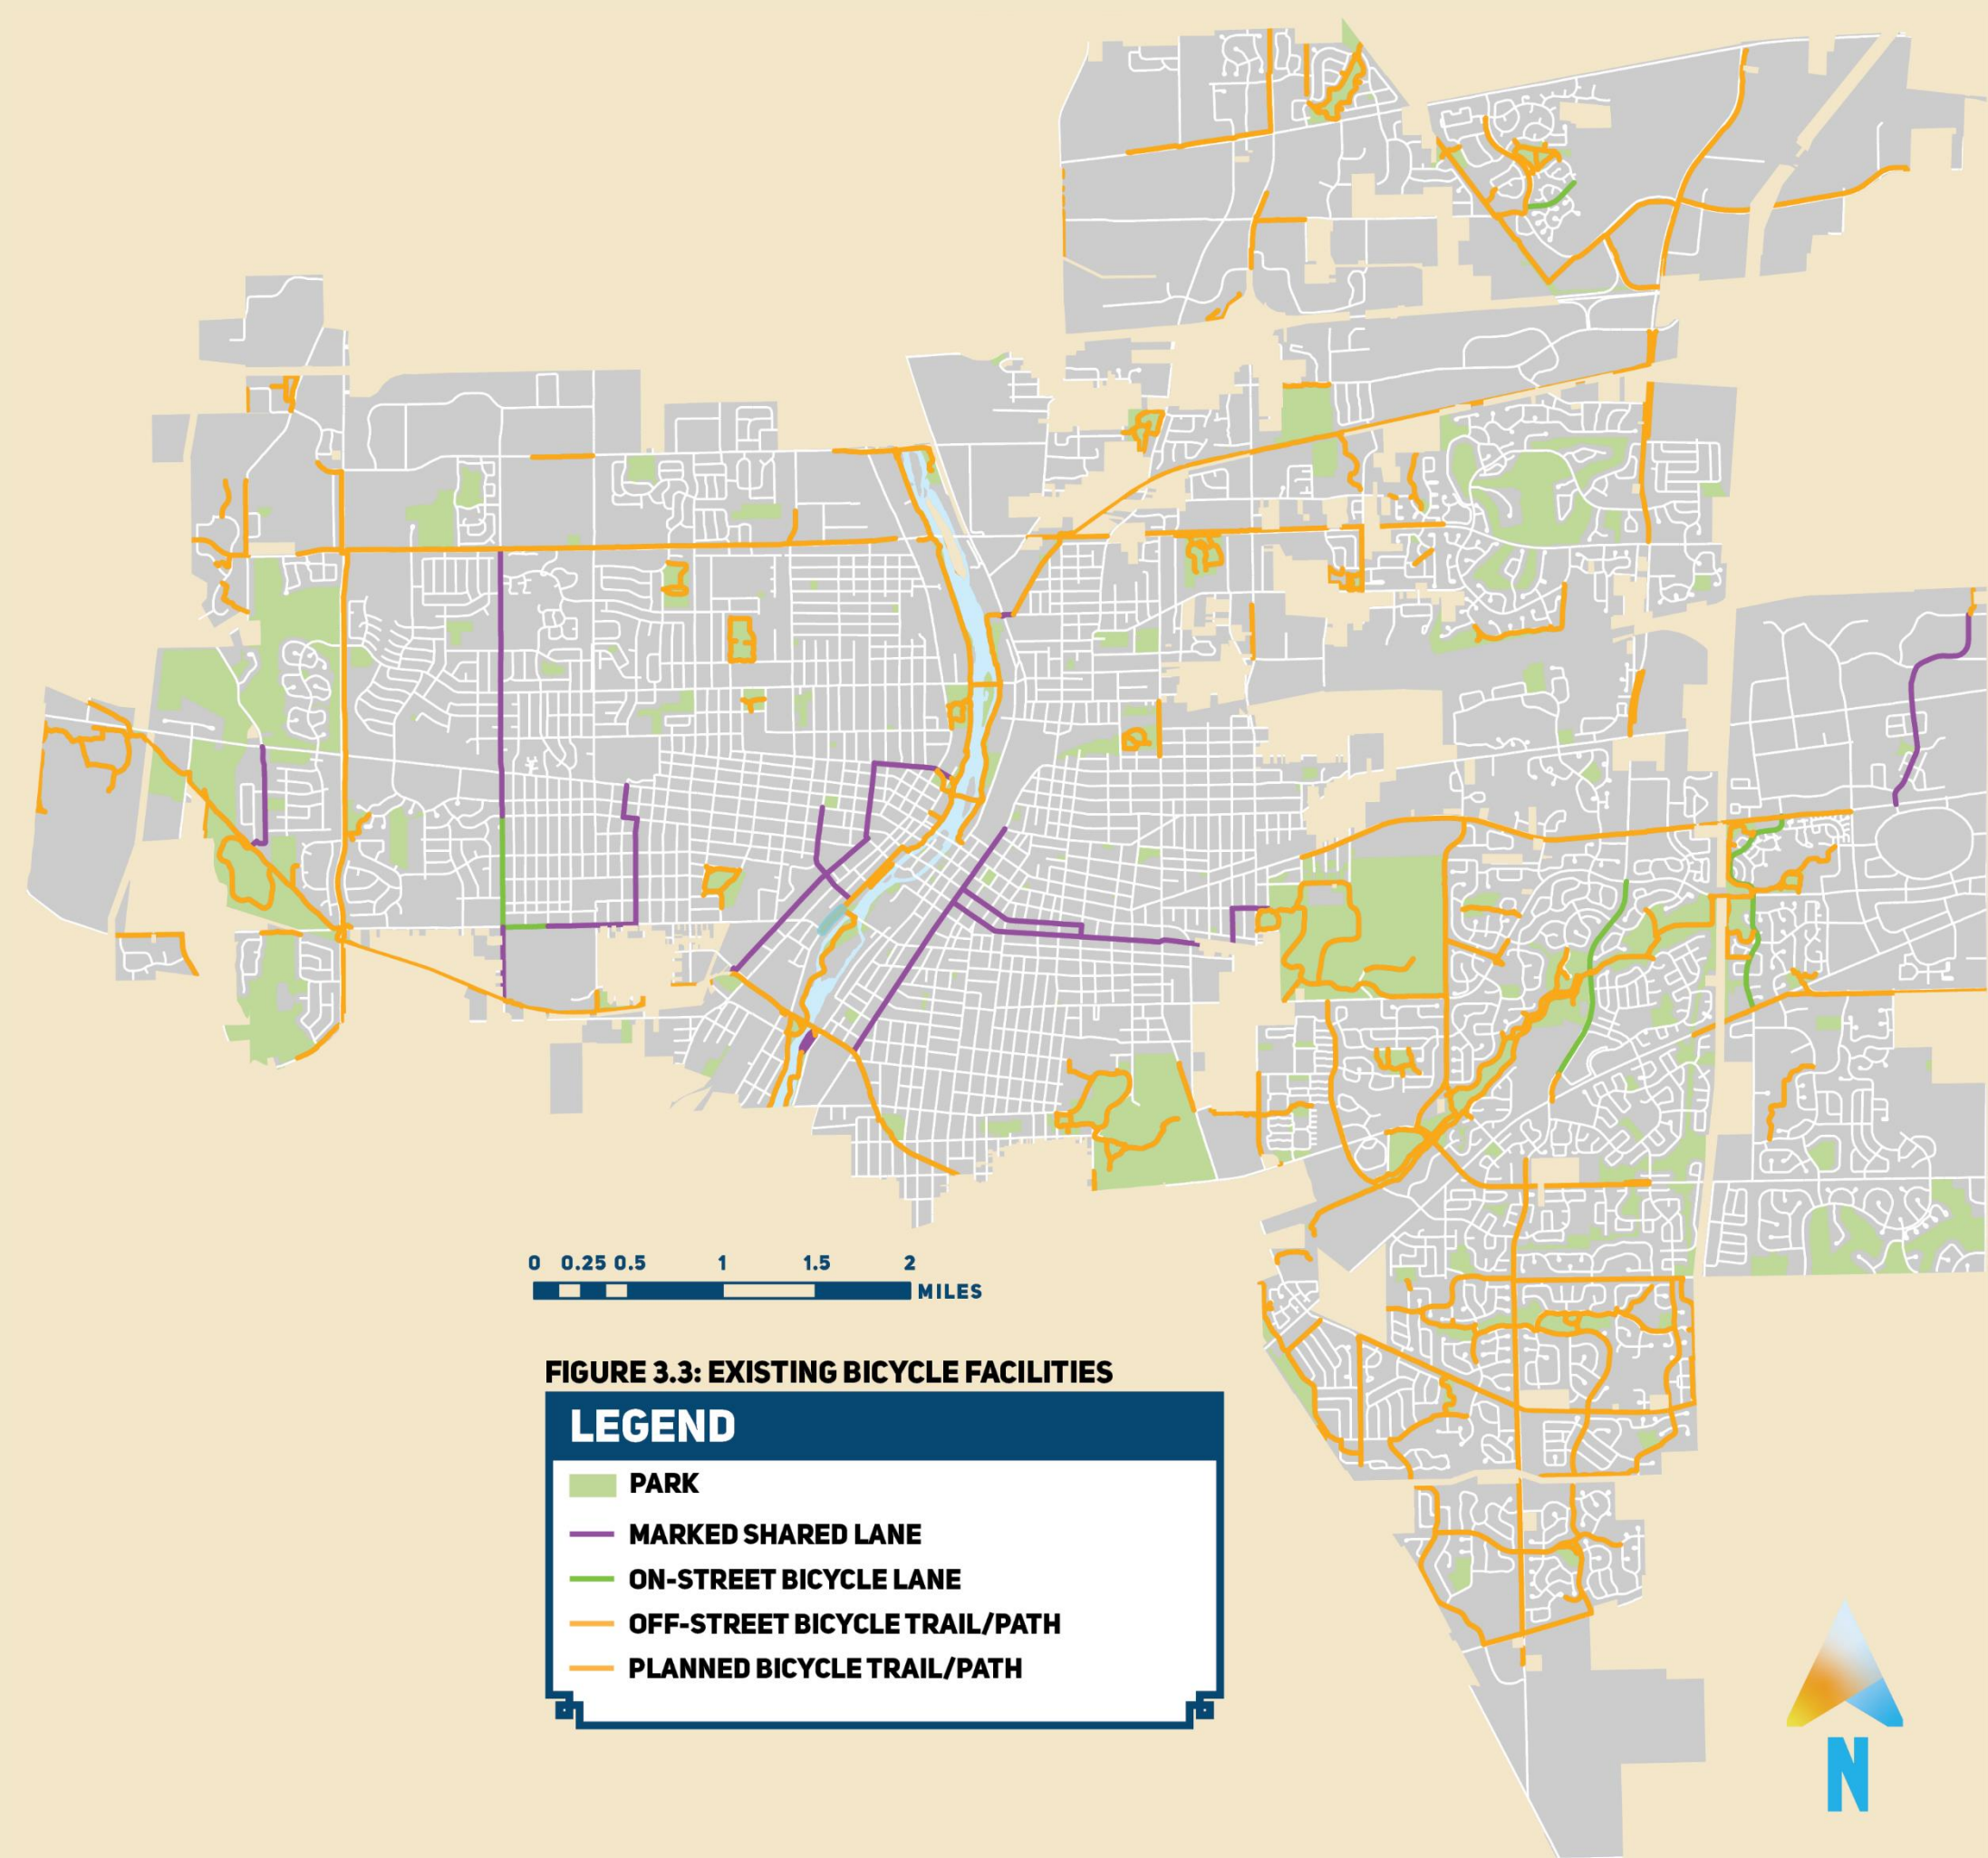 0 0.25 0.5 1 1.5 2
MILES
FIGURE 3.3: EXISTING BICYCLE FACILITIES
LEGEND
PARK
MARKED SHARED LANE
ON-STREET BICYCLE LANE
OFF-STREET BICYCLE TRAIL/PATH
PLANNED BICYCLE TRAIL/PATH
N